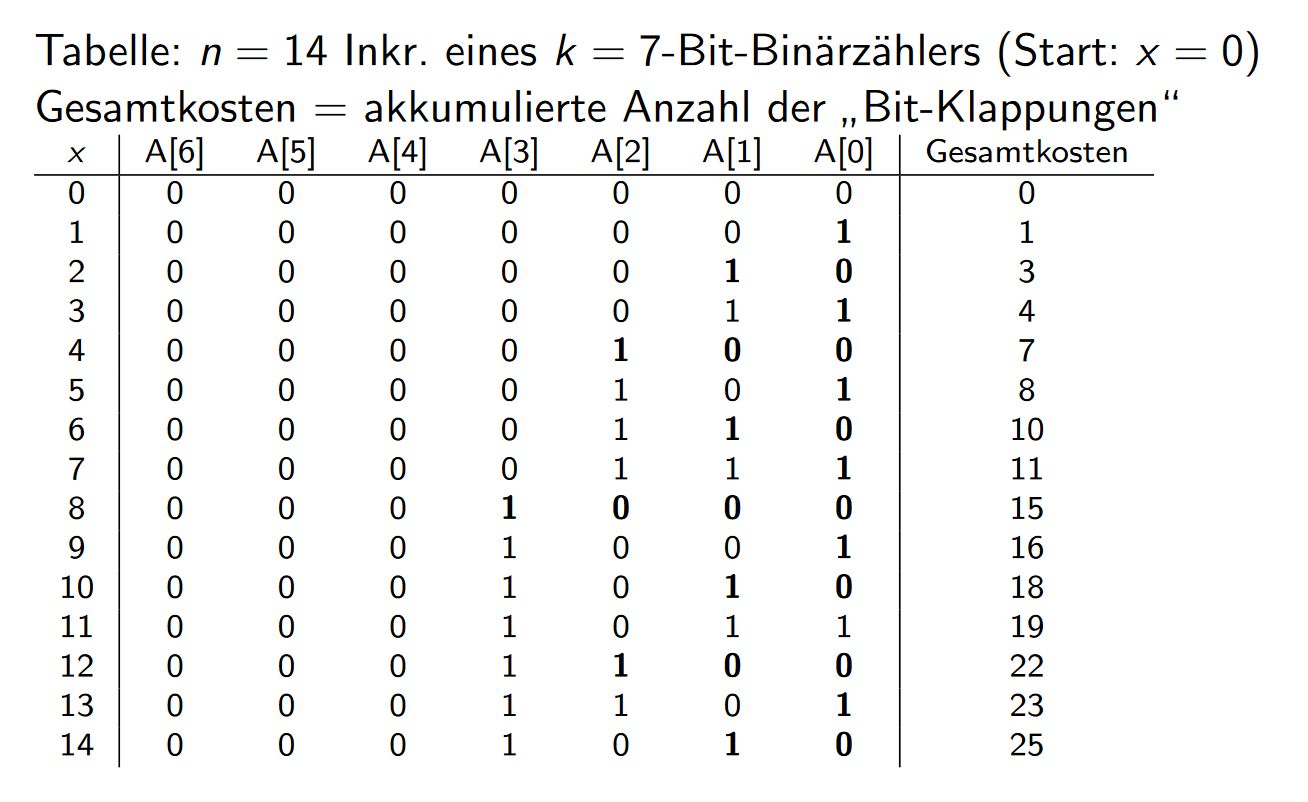 Tabelle: n = 14 Inkr. eines k = 7-Bit-Binärzählers (Start: x = 0)
Gesamtkosten = akkumulierte Anzahl der „Bit-Klappungen“
x A[6] A[5] A[4] A[3] A[2] A[1] A[0] Gesamtkosten
0 0 0 0 0 0 0 0 0
1 0 0 0 0 0 0 1 1
2 0 0 0 0 0 1 0 3
3 0 0 0 0 0 1 1 4
4 0 0 0 0 1 0 0 7
5 0 0 0 0 1 0 1 8
6 0 0 0 0 1 1 0 10
7 0 0 0 0 1 1 1 11
8 0 0 0 1 0 0 0 15
9 0 0 0 1 0 0 1 16
10 0 0 0 1 0 1 0 18
11 0 0 0 1 0 1 1 19
12 0 0 0 1 1 0 0 22
13 0 0 0 1 1 0 1 23
14 0 0 0 1 0 1 0 25